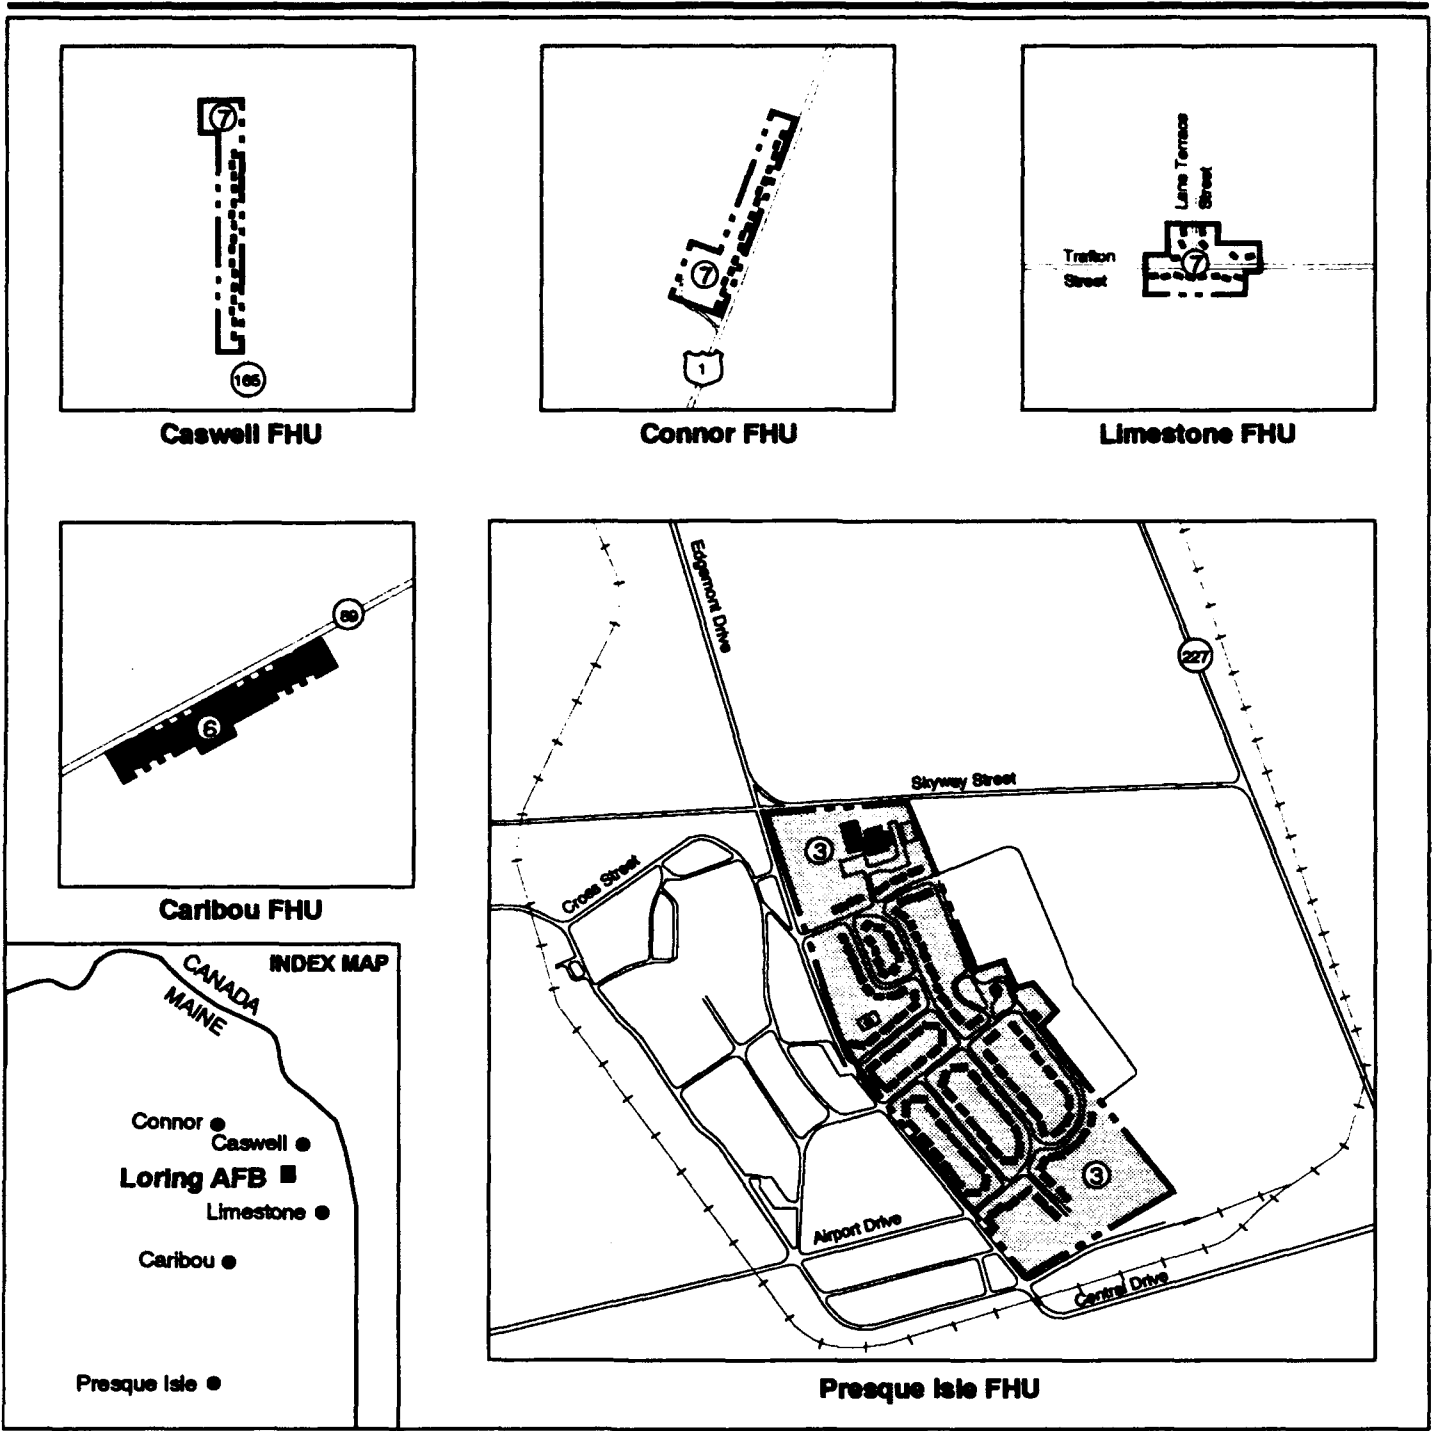 7
165
Caswell FHU
7
1
Connor FHU
Lane Terrace
Street
Trafton
Street
7
Limestone FHU
89
6
Caribou FHU
Edgemont Drive
227
Skyway Street
3
Cross Street
3
Airport Drive
Central Drive
Presque Isle FHU
INDEX MAP
CANADA
MAINE
Connor
Caswell
Loring AFB
Limestone
Caribou
Presque Isle